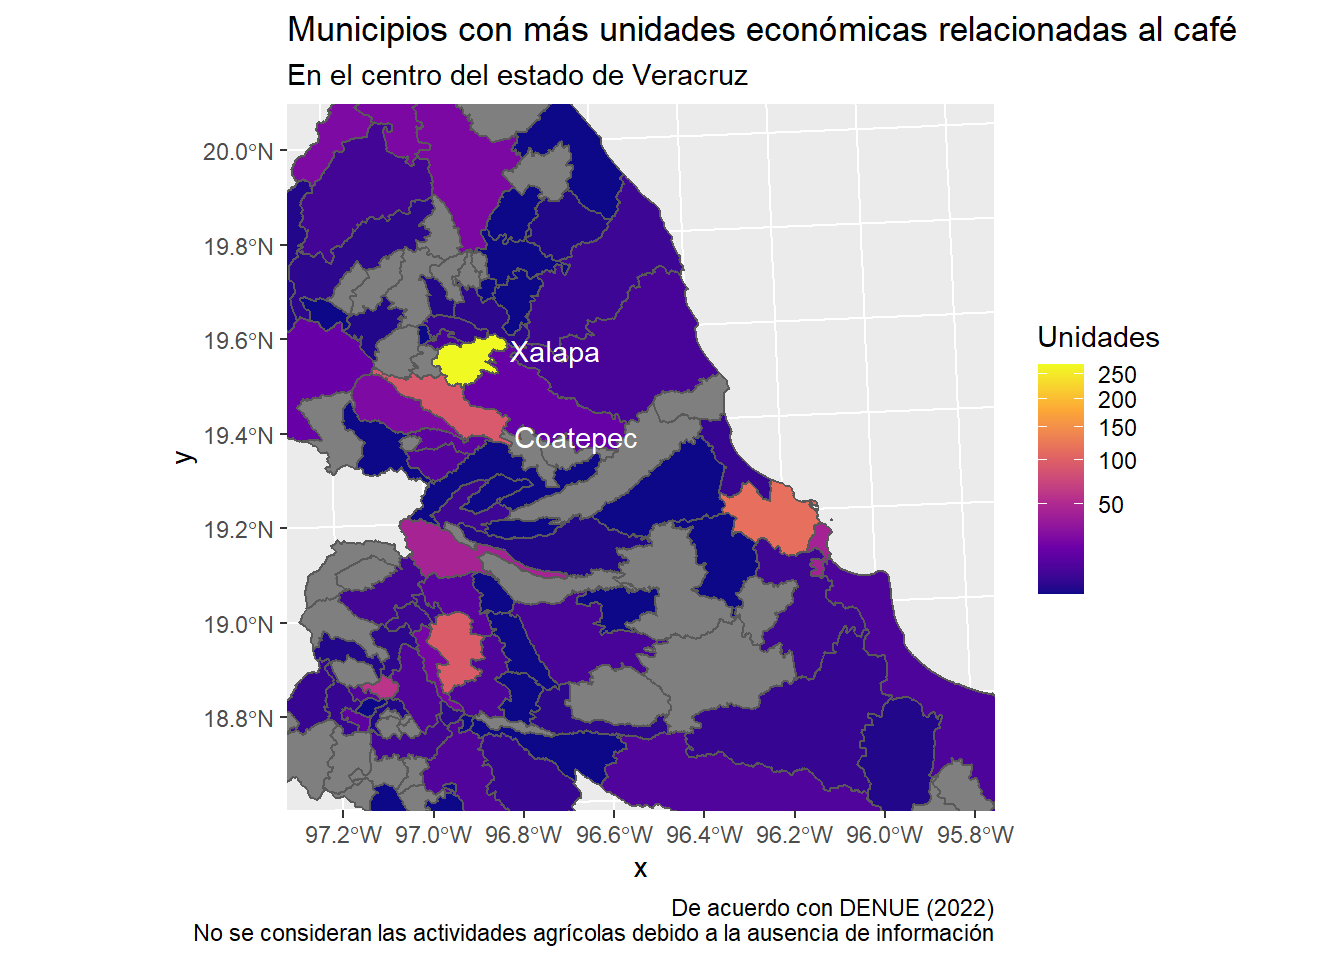 Municipios con más unidades económicas relacionadas al café
En el centro del estado de Veracruz
20.0°N
19.8°N
19.6°N
19.4°N
19.2°N
19.0°N
18.8°N
y
Xalapa
Coatepec
Unidades
250
200
150
100
50
97.2°W 97.0°W 96.8°W 96.6°W 96.4°W 96.2°W 96.0°W 95.8°W
x
De acuerdo con DENUE (2022)
No se consideran las actividades agrícolas debido a la ausencia de información